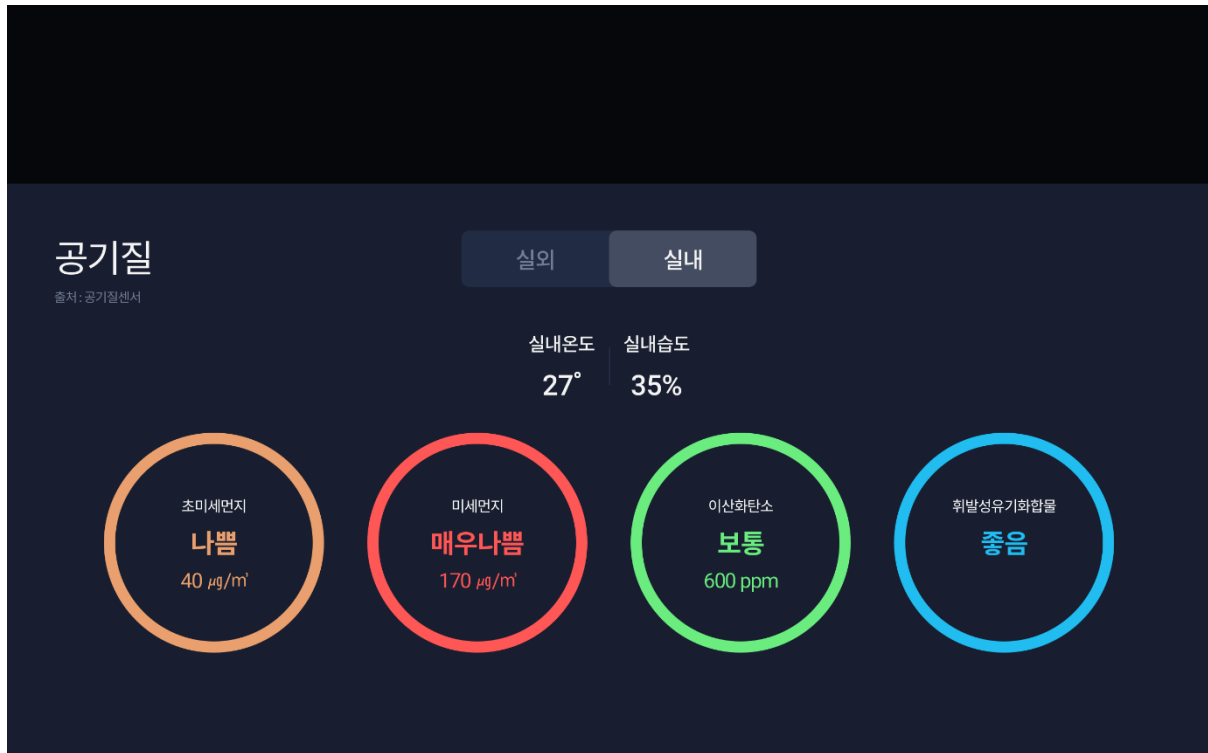 공기질
출처 : 공기질센서
실외 실내
실내온도 실내습도
27° 35%
초미세먼지
나쁨
40 ㎍/㎥
미세먼지
매우나쁨
170 ㎍/㎥
이산화탄소
보통
600 ppm
휘발성유기화합물
좋음